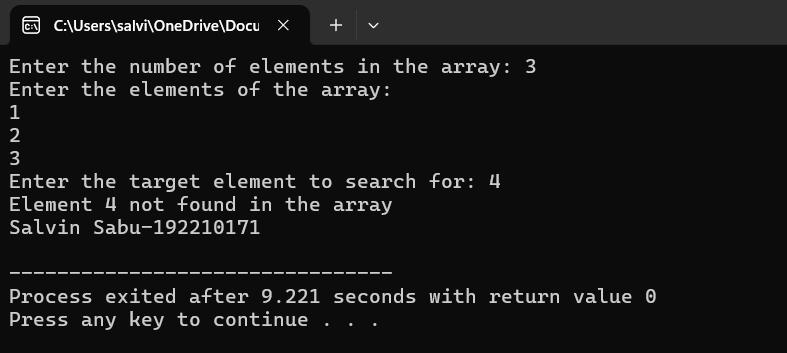 C:\Users\salvi\OneDrive\Docu
Enter the number of elements in the array: 3
Enter the elements of the array:
1
2
3
Enter the target element to search for: 4
Element 4 not found in the array
Salvin Sabu-192210171
--------------------------------
Process exited after 9.221 seconds with return value 0
Press any key to continue . . .